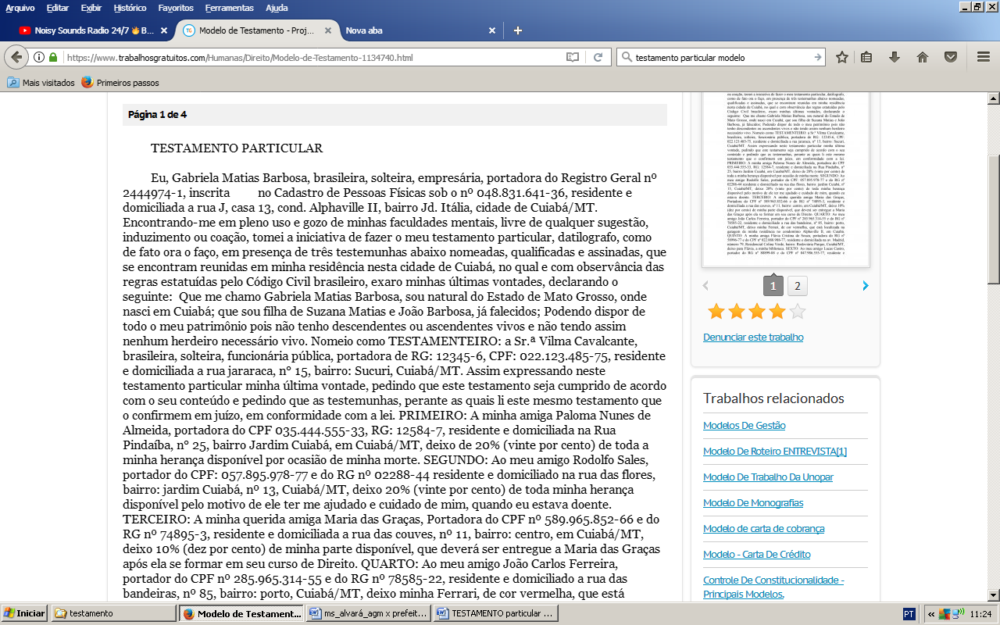 Arquivo Editar Exibir Histórico Favoritos Ferramentas Ajuda
Noisy Sounds Radio 24/7 🔥B... Modelo de Testamento - Proj... Nova aba
https://www.trabalhosgratuitos.com/Humanas/Direito/Modelo-de-Testamento-1134740.html testamento particular modelo
Mais visitados Primeiros passos
Página 1 de 4
TESTAMENTO PARTICULAR
Eu, Gabriela Matias Barbosa, brasileira, solteira, empresária, portadora do Registro Geral nº
2444974-1, inscrita no Cadastro de Pessoas Físicas sob o nº 048.831.641-36, residente e
domiciliada a rua J, casa 13, cond. Alphaville II, bairro Jd. Itália, cidade de Cuiabá/MT.
Encontrando-me em pleno gozo de minhas faculdades mentais, livre de qualquer sugestão,
induzimento ou coação, tomei a iniciativa de fazer o meu testamento particular, datilografo, como
de fato ora o faço, em presença de três testemunhas abaixo nomeadas, qualificadas e assinadas, que
se encontram reunidas em minha residência nesta cidade de Cuiabá, no qual e com observância das
regras estatuídas pelo Código Civil brasileiro, exaro minhas últimas vontades, declarando o
seguinte: Que me chamo Gabriela Matias Barbosa, sou natural do Estado de Mato Grosso, onde
nasci em Cuiabá; que sou filha de Suzana Matias e João Barbosa, já falecidos; Podendo dispor de
todo o meu patrimônio pois não tenho descendentes ou ascendentes vivos e não tendo assim
nenhum herdeiro necessário vivo. Nomeio como TESTAMENTEIRO: a Sr.ª Vilma Cavalcante,
brasileira, solteira, funcionária pública, portadora de RG: 12345-6, CPF: 022.123.485-75, residente
e domiciliada a rua jararaca, n° 15, bairro: Sucuri, Cuiabá/MT. Assim expressando neste
testamento particular minha última vontade, pedindo que este testamento seja cumprido de acordo
com o seu conteúdo e pedindo que as testemunhas, perante as quais li este mesmo testamento que
o confirmem em juízo, em conformidade com a lei. PRIMEIRO: A minha amiga Paloma Nunes de
Almeida, portadora do CPF 035.444.555-33, RG: 12584-7, residente e domiciliada na Rua
Pindaíba, n° 25, bairro Jardim Cuiabá, em Cuiabá/MT, deixo de 20% (vinte por cento) de toda a
minha herança disponível por ocasião de minha morte. SEGUNDO: Ao meu amigo Rodolfo Sales,
portador do CPF: 057.895.978-77 e do RG nº 02288-44 residente e domiciliado na rua das flores,
bairro: jardim Cuiabá, nº 13, Cuiabá/MT, deixo 20% (vinte por cento) de toda minha herança
disponível pelo motivo de ele ter me ajudado e cuidado de mim, quando eu estava doente.
TERCEIRO: A minha querida amiga Maria das Graças, Portadora do CPF nº 589.965.852-66 e do
RG nº 74895-3, residente e domiciliada a rua das couves, nº 11, bairro: centro, em Cuiabá/MT,
deixo 10% (dez por cento) de minha parte disponível, que deverá ser entregue a Maria das Graças
após ela se formar em seu curso de Direito. QUARTO: Ao meu amigo João Carlos Ferreira,
portador do CPF nº 285.965.314-55 e do RG nº 78585-22, residente e domiciliado a rua das
bandeiras, nº 85, bairro: porto, Cuiabá/MT, deixo minha Ferrari, de cor vermelha, que está
1 2
Denunciar este trabalho
Trabalhos relacionados
Modelos De Gestão
Modelo De Roteiro ENTREVISTA[1]
Modelo De Trabalho Da Unopar
Modelo De Monografias
Modelo de carta de cobrança
Modelo - Carta De Crédito
Controle De Constitucionalidade -
Principais Modelos.
Iniciar testamento Modelo de Testament... ms_alvará_agm x prefeit... TESTAMENTO particular ... PT « 11:24